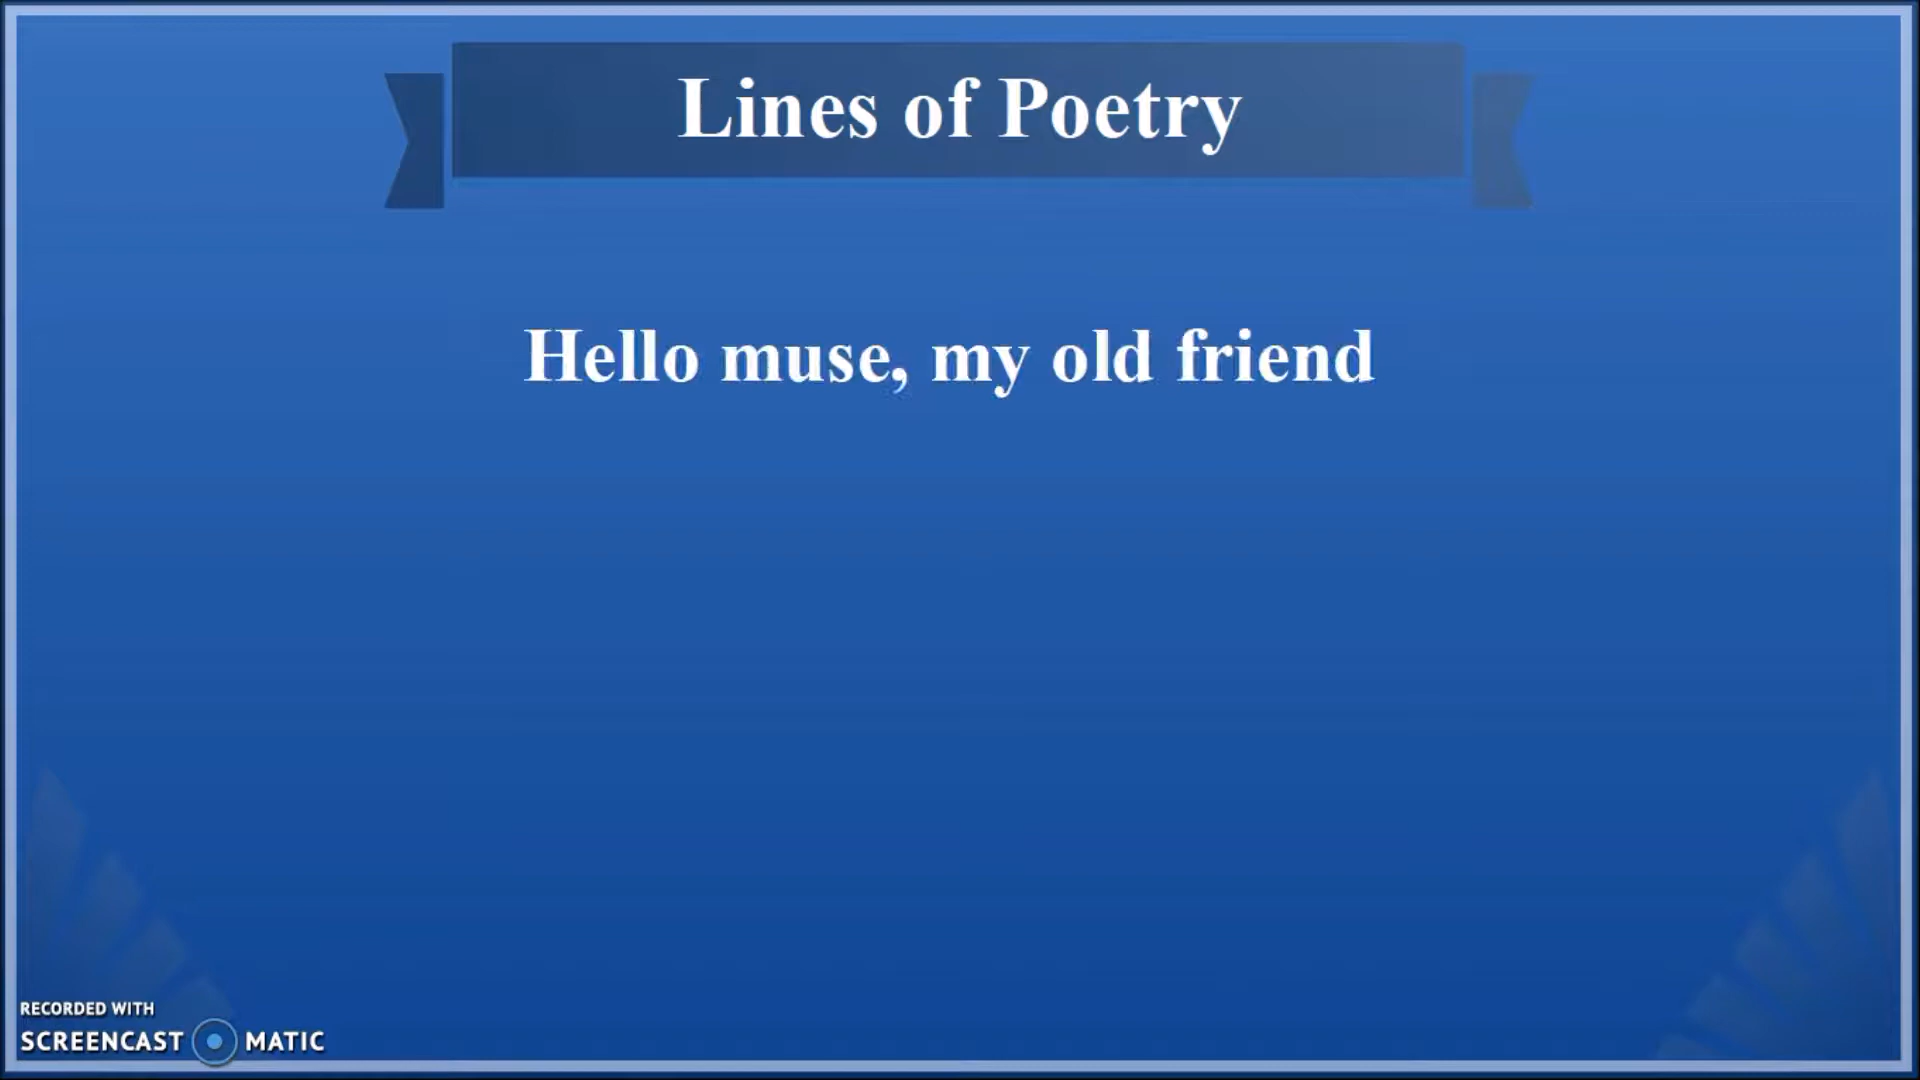 Lines of Poetry
Hello muse, my old friend
RECORDED WITH
SCREENCAST MATIC